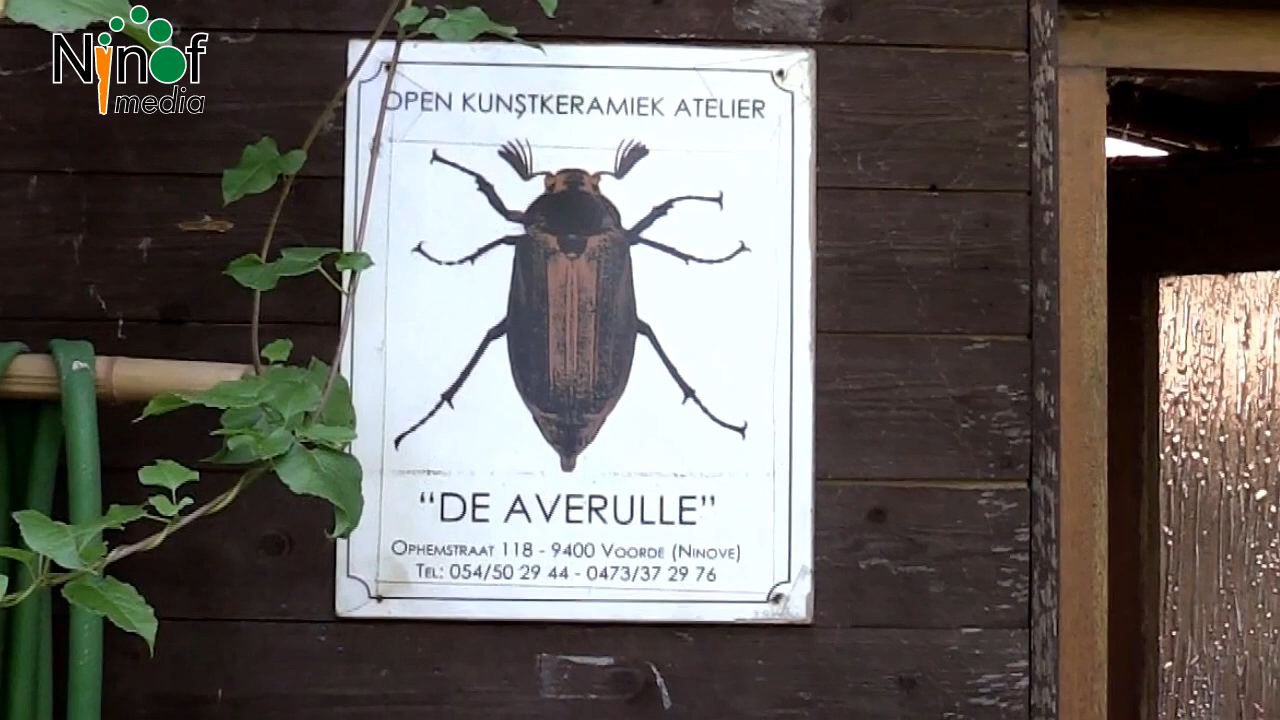 Ninof
media
OPEN KUNSTKERAMIEK ATELIER
“DE AVERULLE”
OPHEMSTRAAT 118 - 9400 VOORDE (NINOVE)
TEL: 054/50 29 44 - 0473/37 29 76